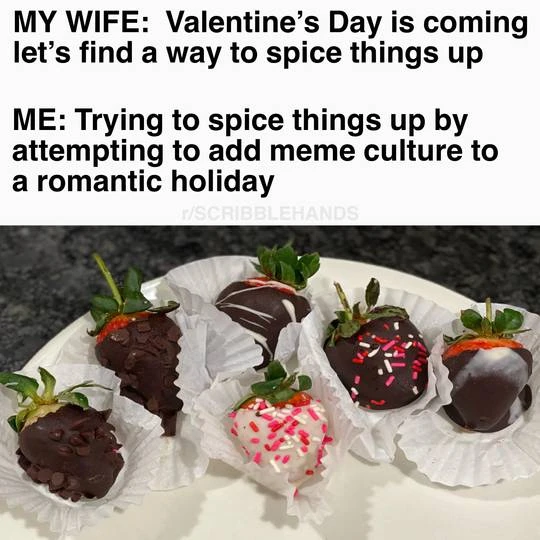 MY WIFE:  Valentine's Day is coming
let's find a way to spice things up
ME: Trying to spice things up by
attempting to add meme culture to
a romantic holiday
r/SCRIBBLEHANDS